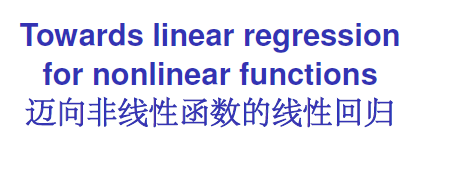 Towards linear regression
for nonlinear functions
迈向非线性函数的线性回归